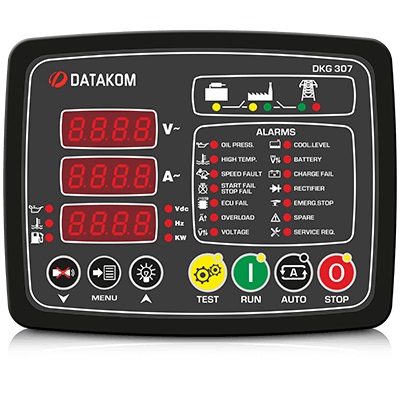 DATAKOM
DKG 307
8.8.8.8. V~
8.8.8.8. A~
8.8.8.8. Vdc
Hz
KW
ALARMS
OIL PRESS. COOL.LEVEL
HIGH TEMP. V% BATTERY
SPEED FAULT CHARGE FAIL
START FAIL
STOP FAIL RECTIFIER
ECU FAIL EMERG.STOP
OVERLOAD SPARE
V% VOLTAGE SERVICE REQ.
MENU
TEST
I RUN
A AUTO
O STOP